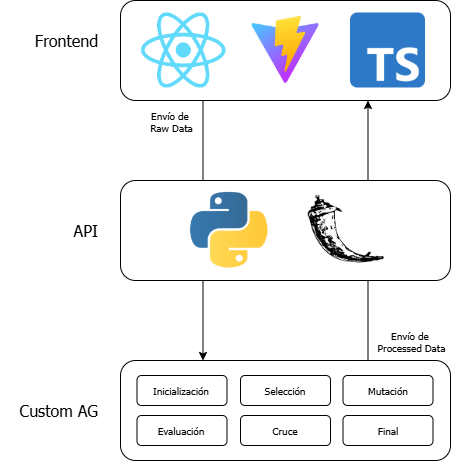 Frontend
TS
Envío de
Raw Data
API
Envío de
Processed Data
Custom AG
Inicialización
Selección
Mutación
Evaluación
Cruce
Final